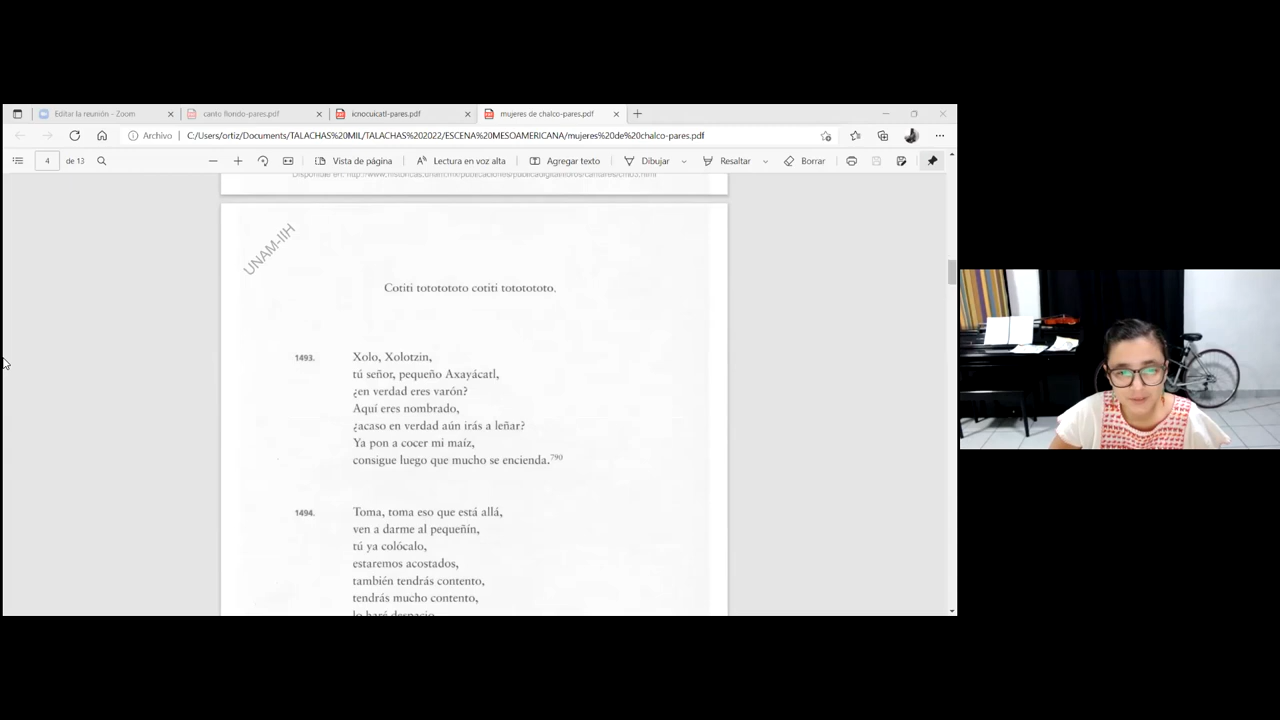 Editar la reunión - Zoom
canto florido-pares.pdf
icnocuicatl-pares.pdf
mujeres de chalco-pares.pdf
Archivo
C:/Users/ortiz/Documents/TALACHAS%20MIL/TALACHAS%202022/ESCENA%20MESOAMERICANA/mujeres%20de%20chalco-pares.pdf
4 de 13
Vista de página
Lectura en voz alta
Agregar texto
Dibujar
Resaltar
Borrar
UNAM-IIH
Cotiti totototo cotiti totototo.
1493. Xolo, Xolotzin,
tú señor, pequeño Axayácatl,
¿en verdad eres varón?
Aquí eres nombrado,
¿acaso en verdad aún irás a leñar?
Ya pon a cocer mi maíz,
consigue luego que mucho se encienda.790
1494. Toma, toma eso que está allá,
ven a darme al pequeñín,
tú ya colócalo,
estaremos acostados,
también tendrás contento,
tendrás mucho contento,
lo haré despacio